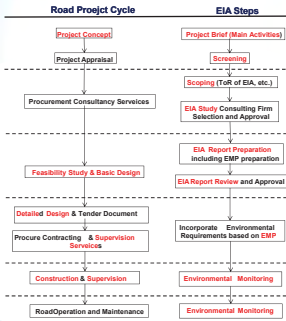 Road Proejct Cycle
EIA Steps
Project Concept
Project Brief (Main Activities)
Project Appraisal
Screening
Scoping (ToR of EIA, etc.)
Procurement Consultancy Services
EIA Study Consulting Firm
Selection and Approval
EIA Report Preparation
including EMP preparation
Feasibility Study & Basic Design
EIA Report Review and Approval
Detailed Design & Tender Document
Procure Contracting & Supervision
Services
Incorporate Environmental
Requirements based on EMP
Construction & Supervision
Environmental Monitoring
RoadOperation and Maintenance
Environmental Monitoring